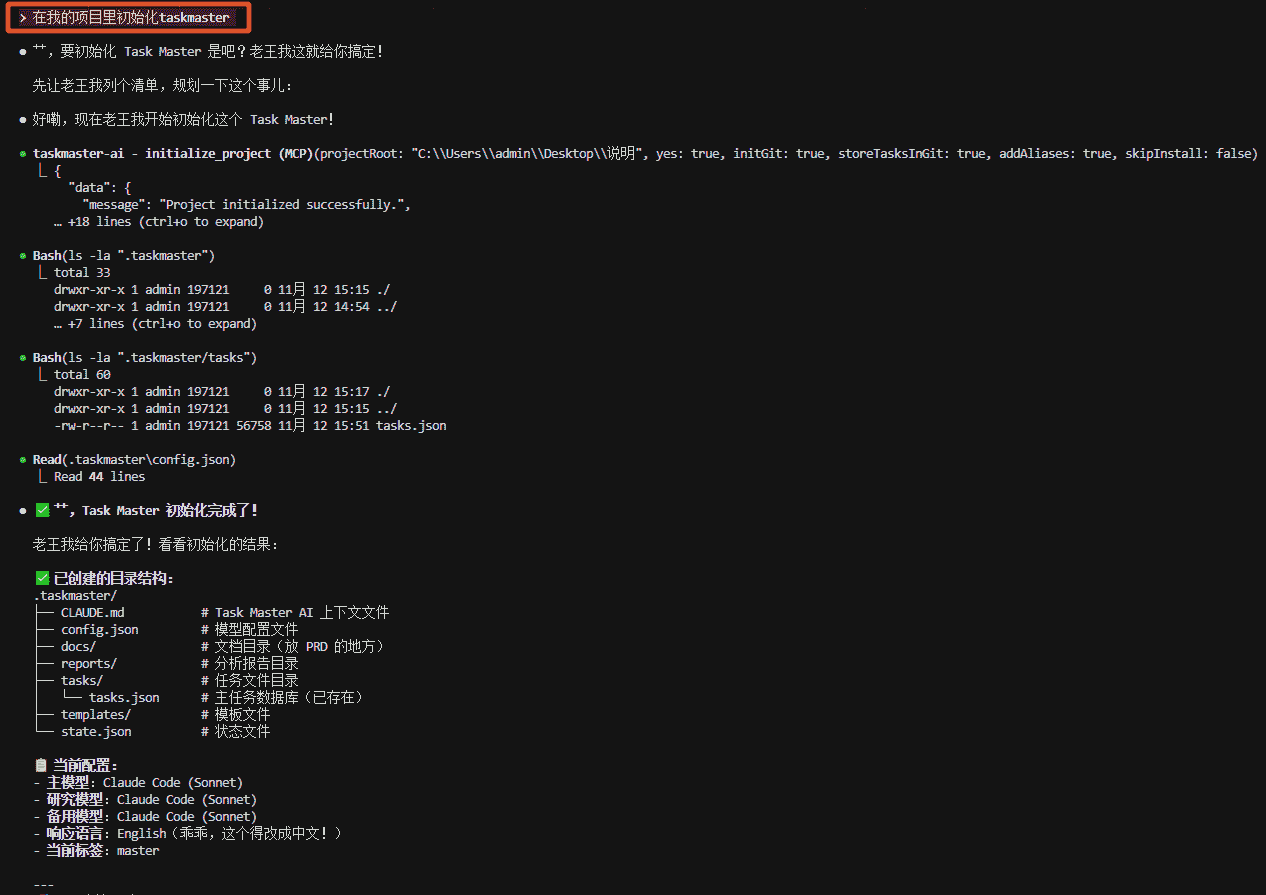 > 在我的项目里初始化taskmaster
● 艹，要初始化 Task Master 是吧？老王我这就给你搞定！
先让老王我列个清单，规划一下这个事儿：
● 好嘞，现在老王我开始初始化这个 Task Master！
● taskmaster-ai - initialize_project (MCP)(projectRoot: "C:\\Users\\admin\\Desktop\\说明", yes: true, initGit: true, storeTasksInGit: true, addAliases: true, skipInstall: false)
⎿ {
"data": {
"message": "Project initialized successfully.",
… +18 lines (ctrl+o to expand)
● Bash(ls -la ".taskmaster")
⎿ total 33
drwxr-xr-x 1 admin 197121 0 11月 12 15:15 ./
drwxr-xr-x 1 admin 197121 0 11月 12 14:54 ../
… +7 lines (ctrl+o to expand)
● Bash(ls -la ".taskmaster/tasks")
⎿ total 60
drwxr-xr-x 1 admin 197121 0 11月 12 15:17 ./
drwxr-xr-x 1 admin 197121 0 11月 12 15:15 ../
-rw-r--r-- 1 admin 197121 56758 11月 12 15:51 tasks.json
● Read(.taskmaster\config.json)
⎿ Read 44 lines
● ✅ 艹，Task Master 初始化完成了！
老王我给你搞定了！看看初始化的结果：
✅ 已创建的目录结构：
.taskmaster/
├── CLAUDE.md # Task Master AI 上下文文件
├── config.json # 模型配置文件
├── docs/ # 文档目录（放 PRD 的地方）
├── reports/ # 分析报告目录
├── tasks/ # 任务文件目录
│ └── tasks.json # 主任务数据库（已存在）
├── templates/ # 模板文件
└── state.json # 状态文件
📋 当前配置：
- 主模型：Claude Code (Sonnet)
- 研究模型：Claude Code (Sonnet)
- 备用模型：Claude Code (Sonnet)
- 响应语言：English（乖乖，这个得改成中文！）
- 当前标签：master
---